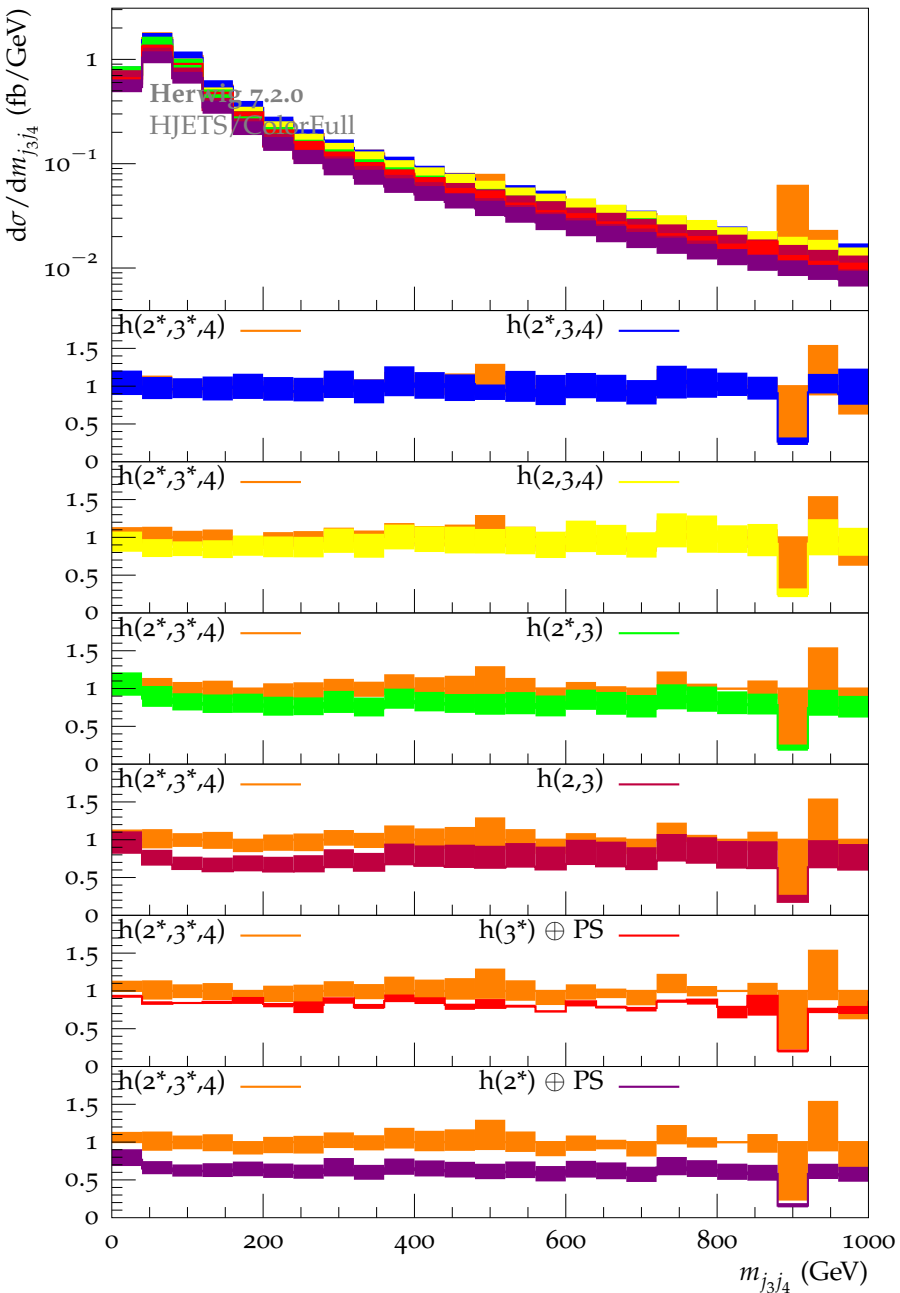 dσ/dm_{j3j4} (fb/GeV)
1
10⁻¹
10⁻²
Herwig 7.2.0
HJETS/ColorFull
h(2*,3*,4) h(2*,3,4)
1.5
1
0.5
0
h(2*,3*,4) h(2,3,4)
1.5
1
0.5
0
h(2*,3*,4) h(2*,3)
1.5
1
0.5
0
h(2*,3*,4) h(2,3)
1.5
1
0.5
0
h(2*,3*,4) h(3*) ⊕ PS
1.5
1
0.5
0
h(2*,3*,4) h(2*) ⊕ PS
1.5
1
0.5
0
0 200 400 600 800 1000
m_{j3j4} (GeV)